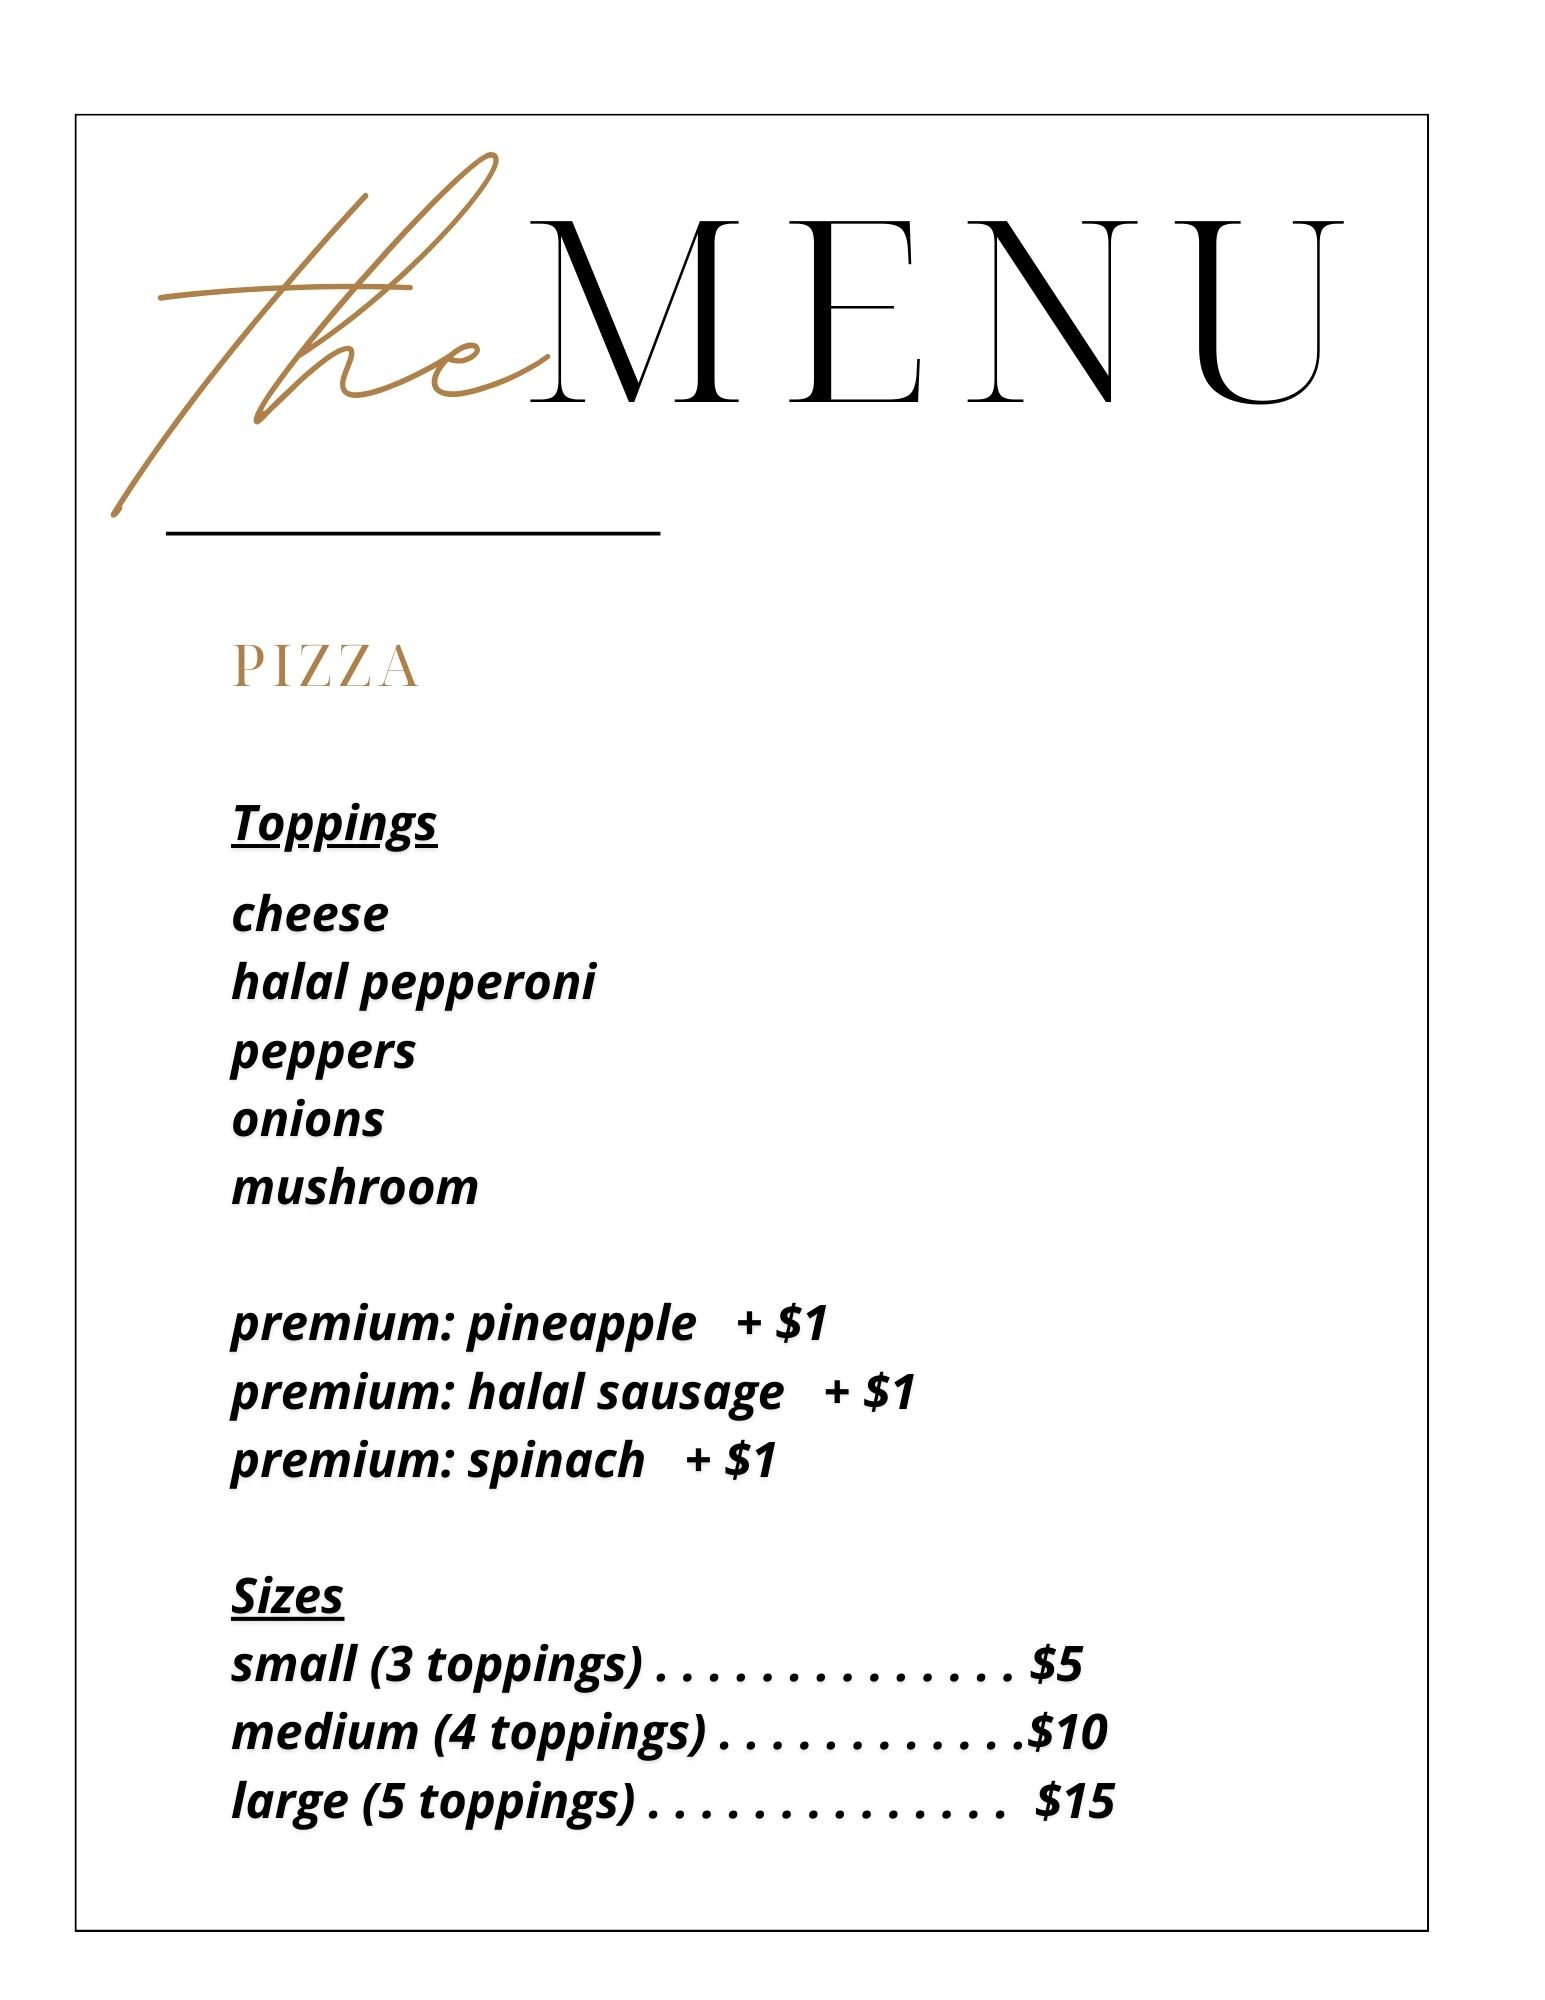 the MENU
PIZZA
Toppings
cheese
halal pepperoni
peppers
onions
mushroom
premium: pineapple + $1
premium: halal sausage + $1
premium: spinach + $1
Sizes
small (3 toppings) . . . . . . . . . . . . . . $5
medium (4 toppings) . . . . . . . . . . . .$10
large (5 toppings) . . . . . . . . . . . . . . $15